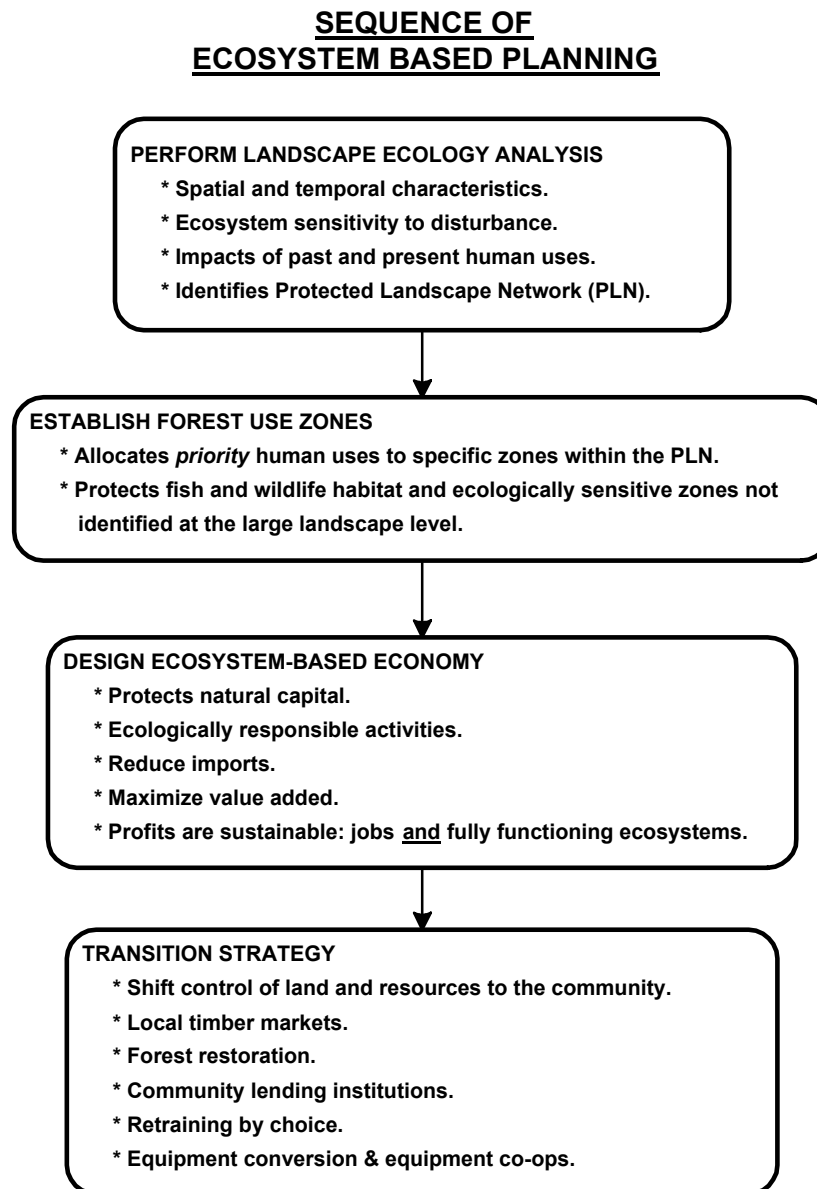 SEQUENCE OF
ECOSYSTEM BASED PLANNING
PERFORM LANDSCAPE ECOLOGY ANALYSIS
* Spatial and temporal characteristics.
* Ecosystem sensitivity to disturbance.
* Impacts of past and present human uses.
* Identifies Protected Landscape Network (PLN).
ESTABLISH FOREST USE ZONES
* Allocates priority human uses to specific zones within the PLN.
* Protects fish and wildlife habitat and ecologically sensitive zones not
identified at the large landscape level.
DESIGN ECOSYSTEM-BASED ECONOMY
* Protects natural capital.
* Ecologically responsible activities.
* Reduce imports.
* Maximize value added.
* Profits are sustainable: jobs and fully functioning ecosystems.
TRANSITION STRATEGY
* Shift control of land and resources to the community.
* Local timber markets.
* Forest restoration.
* Community lending institutions.
* Retraining by choice.
* Equipment conversion & equipment co-ops.